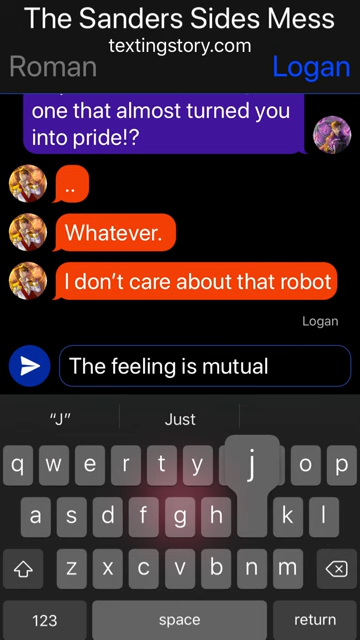 The Sanders Sides Mess
textingstory.com
Roman
Logan
one that almost turned you
into pride!?
..
Whatever.
I don't care about that robot
Logan
The feeling is mutual
“J”
Just
q w e r t y j o p
a s d f g h k l
z x c v b n m
123 space return